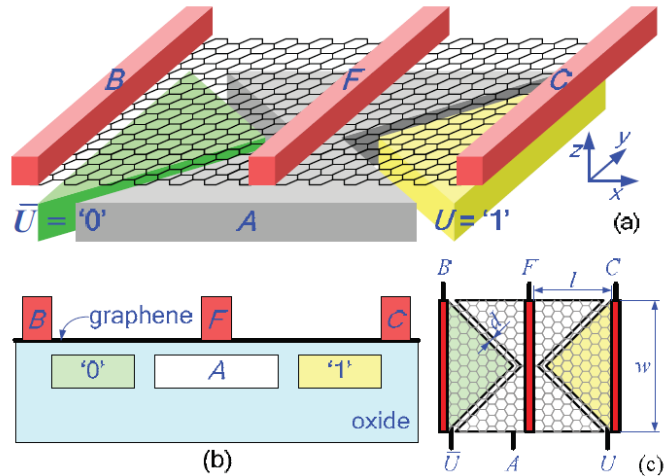 B
F
C
z
y
x
U̅ = '0'
A
U = '1'
(a)
B
graphene
F
C
'0'
A
'1'
oxide
(b)
B
F
C
l
d
w
U̅
A
U
(c)